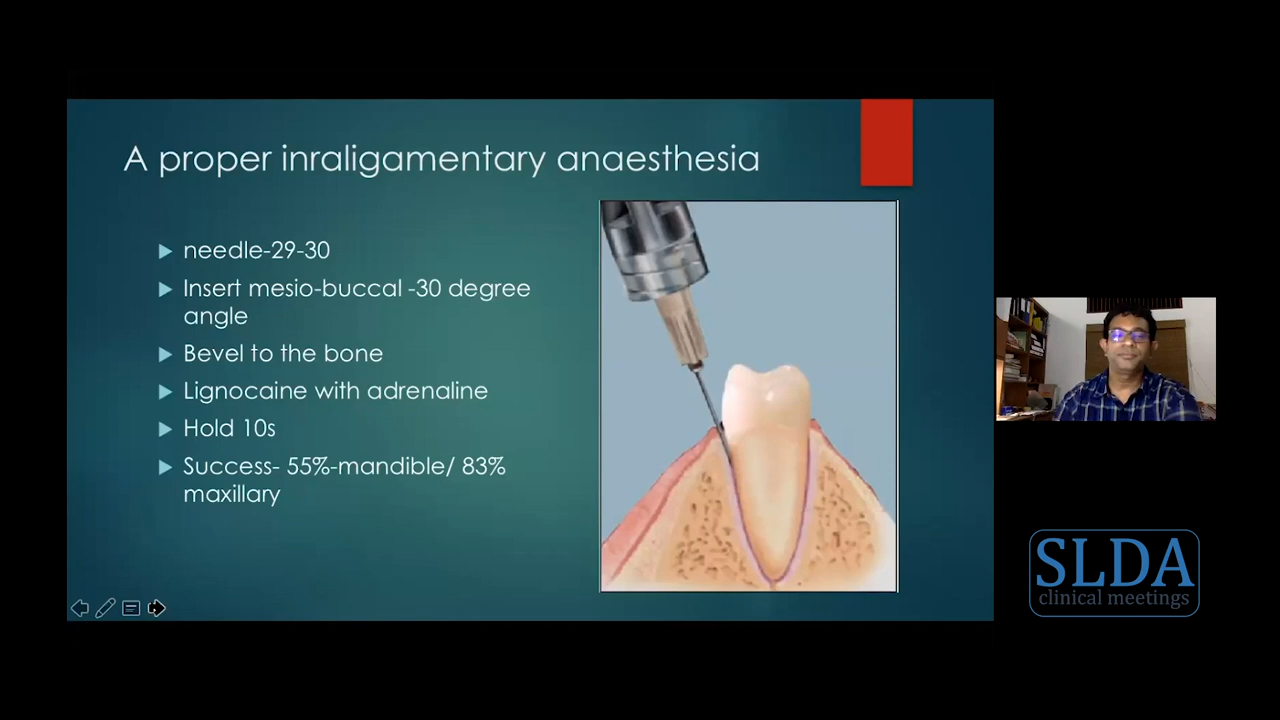 A proper inraligamentary anaesthesia
needle-29-30
Insert mesio-buccal -30 degree
angle
Bevel to the bone
Lignocaine with adrenaline
Hold 10s
Success- 55%-mandible/ 83%
maxillary
SLDA
clinical meetings